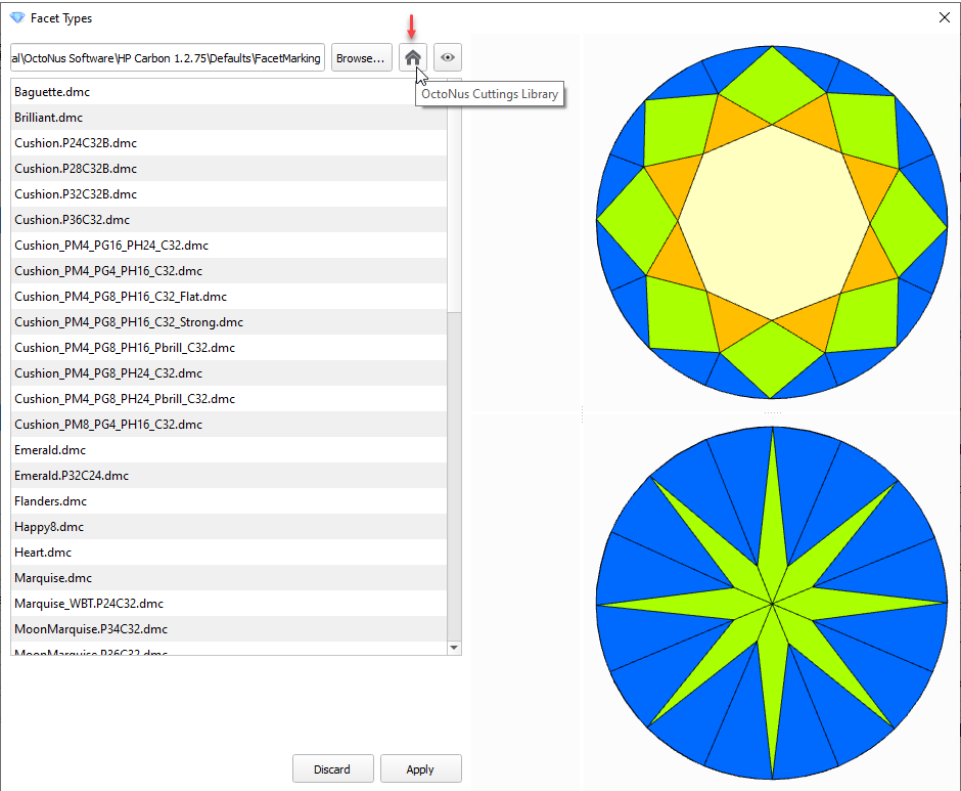 Facet Types
al\OctoNus Software\HP Carbon 1.2.75\Defaults\FacetMarking
Browse...
OctoNus Cuttings Library
Baguette.dmc
Brilliant.dmc
Cushion.P24C32B.dmc
Cushion.P28C32B.dmc
Cushion.P32C32B.dmc
Cushion.P36C32.dmc
Cushion_PM4_PG16_PH24_C32.dmc
Cushion_PM4_PG4_PH16_C32.dmc
Cushion_PM4_PG8_PH16_C32_Flat.dmc
Cushion_PM4_PG8_PH16_C32_Strong.dmc
Cushion_PM4_PG8_PH16_Pbrill_C32.dmc
Cushion_PM4_PG8_PH24_C32.dmc
Cushion_PM4_PG8_PH24_Pbrill_C32.dmc
Cushion_PM8_PG4_PH16_C32.dmc
Emerald.dmc
Emerald.P32C24.dmc
Flanders.dmc
Happy8.dmc
Heart.dmc
Marquise.dmc
Marquise_WBT.P24C32.dmc
MoonMarquise.P34C32.dmc
MoonMarquise.P36C32.dmc
Discard
Apply